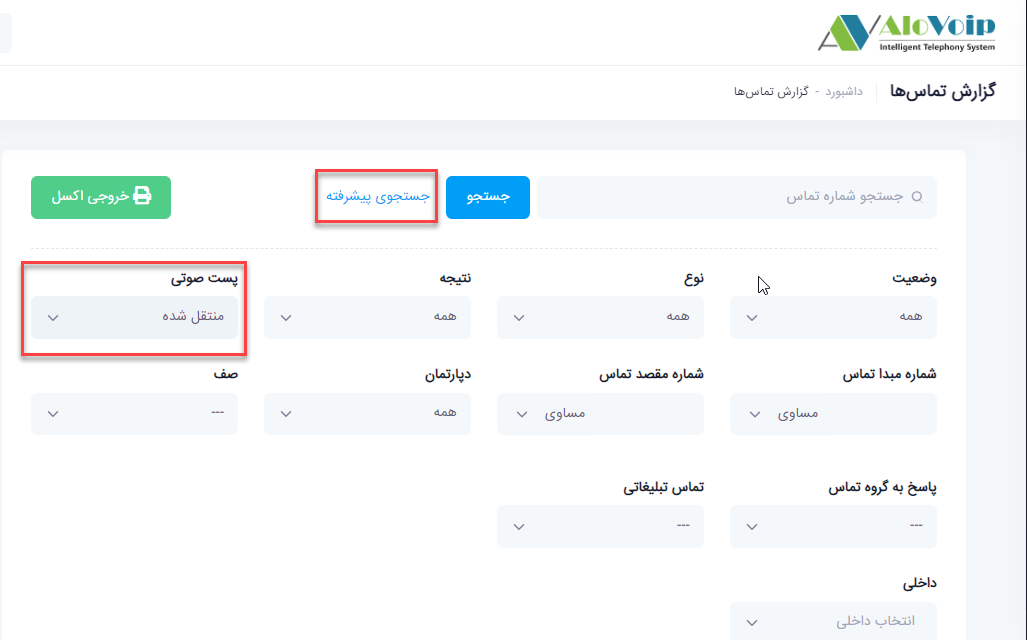 AloVoip
Intelligent Telephony System
گزارش تماس‌ها
داشبورد - گزارش تماس‌ها
جستجو شماره تماس
جستجو
جستجوی پیشرفته
خروجی اکسل
وضعیت
نوع
نتیجه
پست صوتی
همه
همه
همه
منتقل شده
شماره مبدا تماس
شماره مقصد تماس
دپارتمان
صف
مساوی
مساوی
همه
---
پاسخ به گروه تماس
تماس تبلیغاتی
---
---
داخلی
انتخاب داخلی